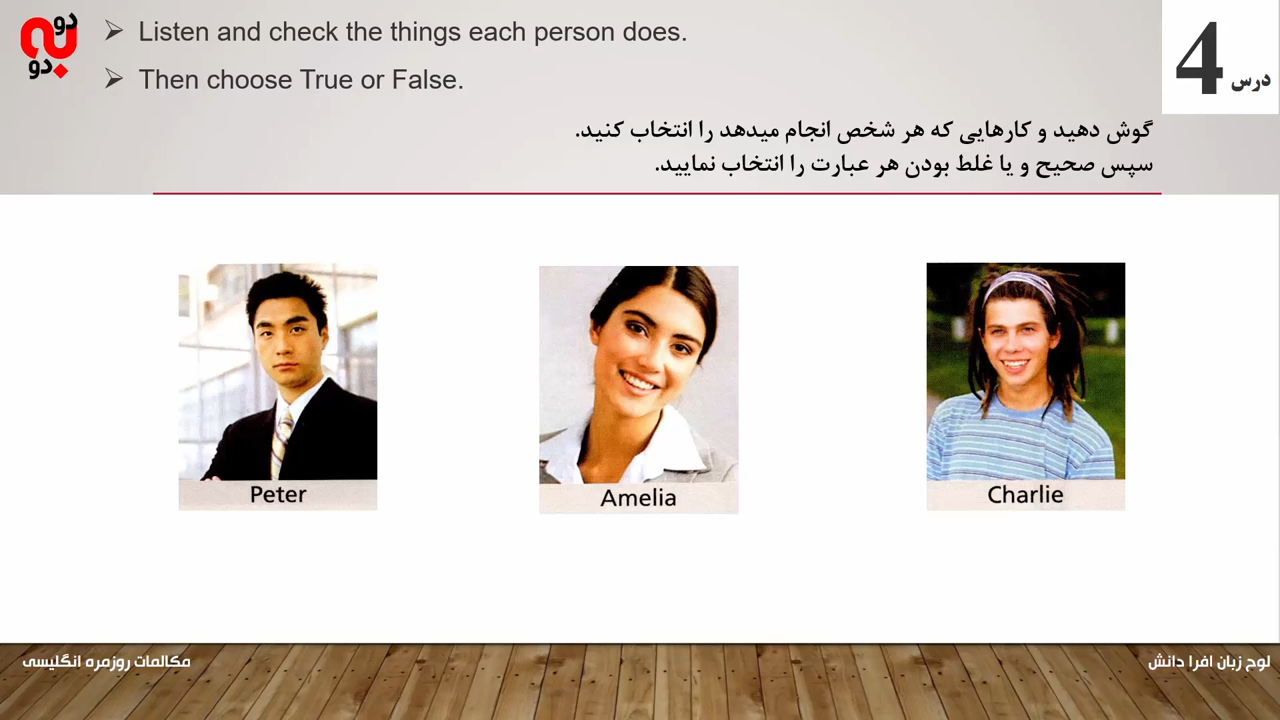 دو به دو
Listen and check the things each person does.
Then choose True or False.
درس 4
گوش دهید و کارهایی که هر شخص انجام میدهد را انتخاب کنید.
سپس صحیح و یا غلط بودن هر عبارت را انتخاب نمایید.
Peter
Amelia
Charlie
مکالمات روزمره انگلیسی
لوح زبان افرا دانش